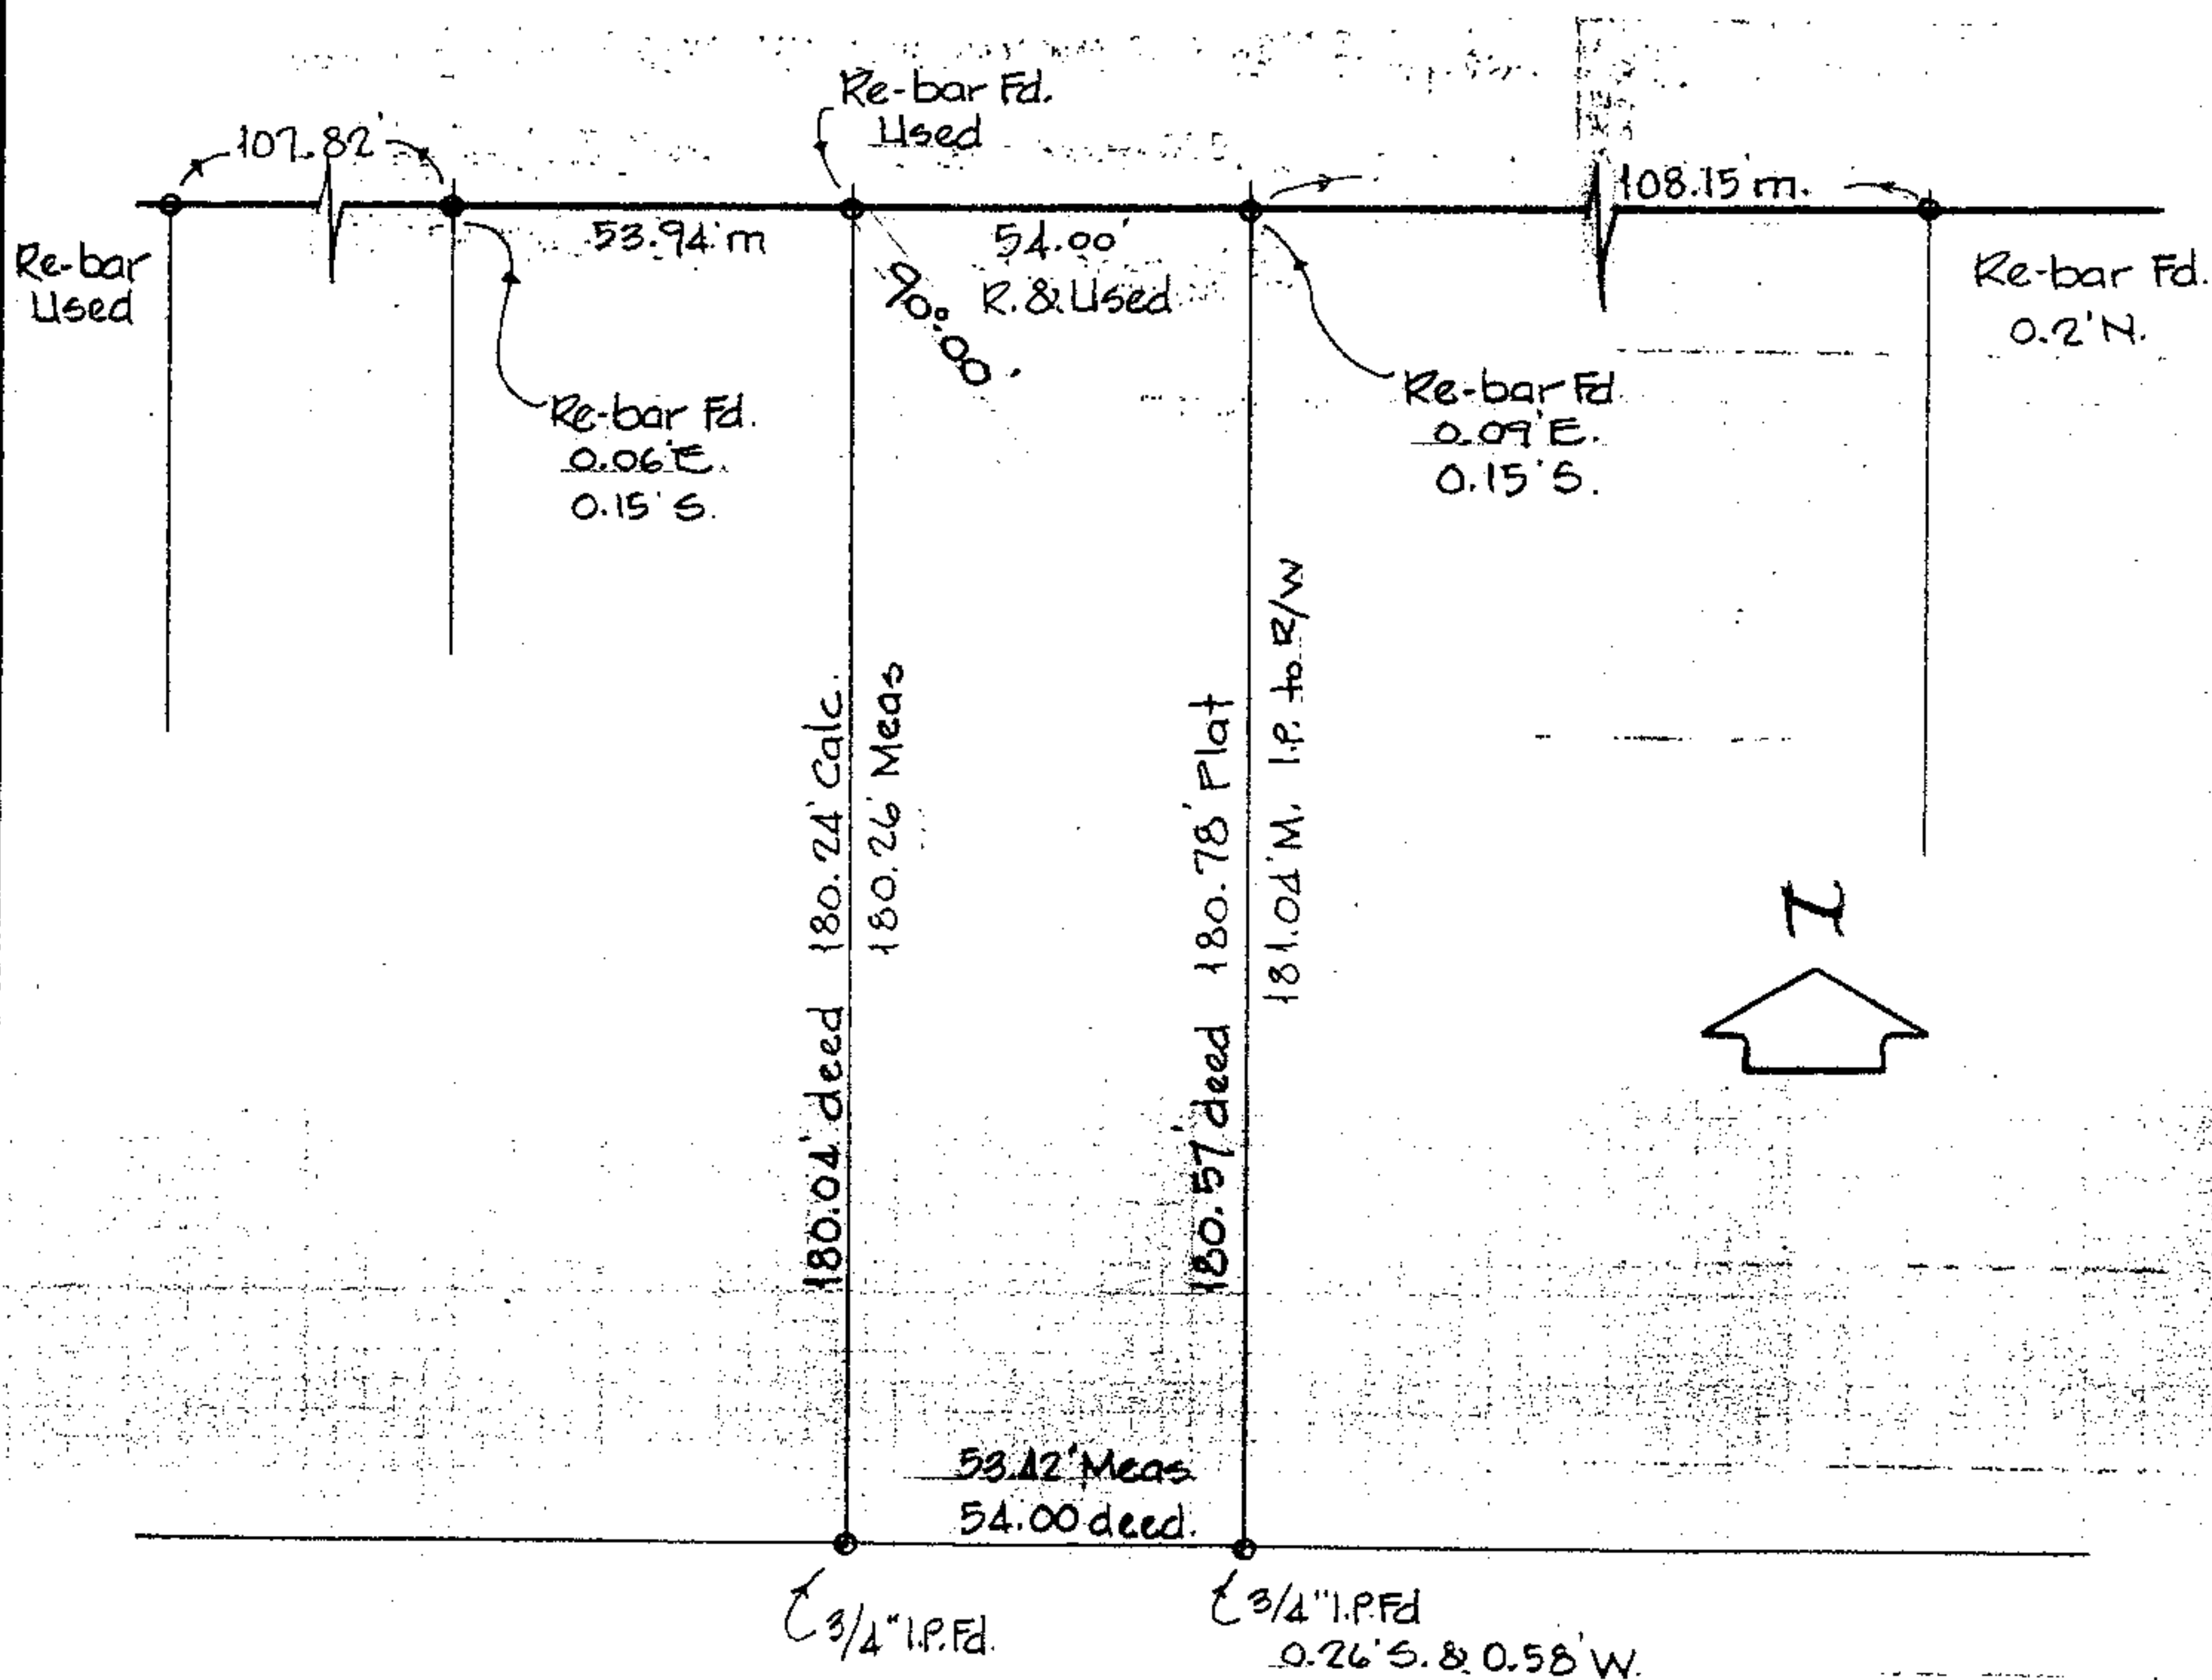 Re-bar Fd.
Used
107.82'
108.15'm.
53.94'm
54.00'
R. & Used
90°00'
Re-bar
Used
Re-bar Fd.
0.2'N.
Re-bar Fd.
0.06'E.
0.15'S.
Re-bar Fd.
0.09'E.
0.15'S.
180.04' deed 180.24' Calc.
180.26' Meas
180.57' deed 180.78' Plat
181.04'M. I.P. to R/W
N
53.42' Meas
54.00 deed.
3/4" I.P. Fd.
3/4" I.P. Fd
0.26'S. & 0.58'W.